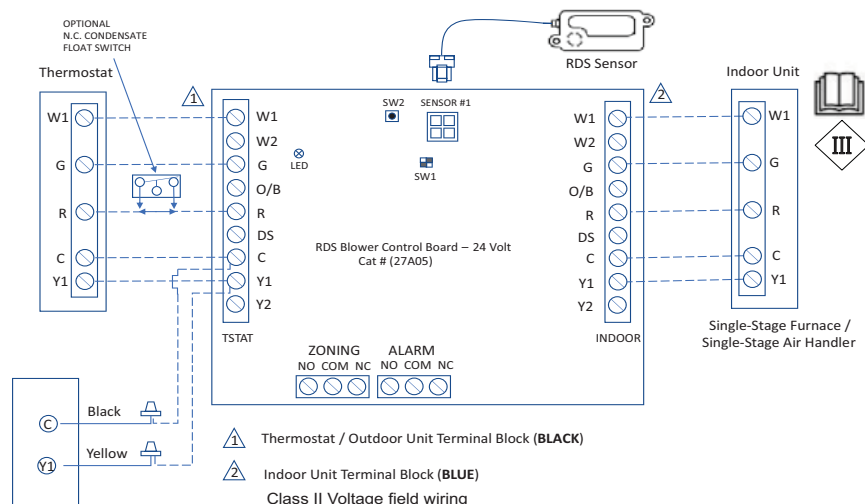 OPTIONAL
N.C. CONDENSATE
FLOAT SWITCH
Thermostat
W1
G
R
C
Y1
1
TSTAT
W1
W2
G
O/B
R
DS
C
Y1
Y2
LED
SW2
SENSOR #1
SW1
RDS Sensor
RDS Blower Control Board – 24 Volt
Cat # (27A05)
ZONING
NO COM NC
ALARM
NO COM NC
2
W1
W2
G
O/B
R
DS
C
Y1
Y2
INDOOR
Indoor Unit
W1
G
R
C
Y1
III
Single-Stage Furnace /
Single-Stage Air Handler
C
Black
Y1
Yellow
1 Thermostat / Outdoor Unit Terminal Block (BLACK)
2 Indoor Unit Terminal Block (BLUE)
Class II Voltage field wiring